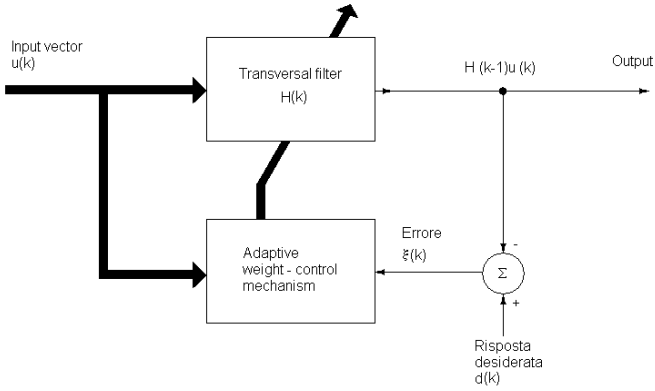 Input vector
u(k)
Transversal filter
H(k)
H (k-1)u (k)
Output
Adaptive
weight - control
mechanism
Errore
ξ(k)
-
Σ
+
Risposta
desiderata
d(k)